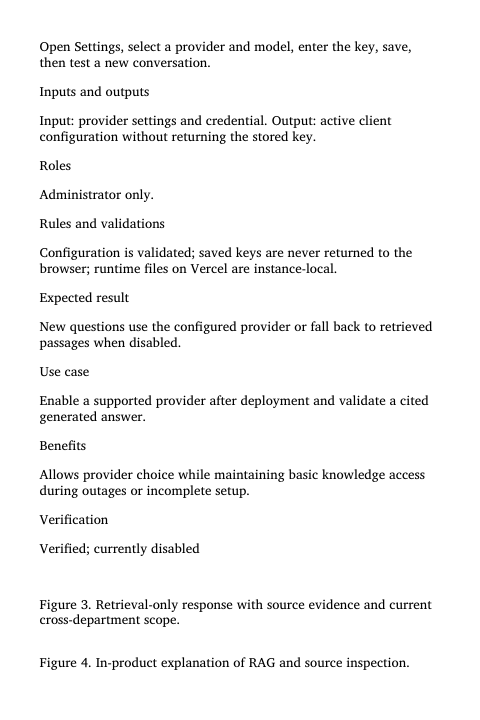 Open Settings, select a provider and model, enter the key, save,
then test a new conversation.
Inputs and outputs
Input: provider settings and credential. Output: active client
configuration without returning the stored key.
Roles
Administrator only.
Rules and validations
Configuration is validated; saved keys are never returned to the
browser; runtime files on Vercel are instance-local.
Expected result
New questions use the configured provider or fall back to retrieved
passages when disabled.
Use case
Enable a supported provider after deployment and validate a cited
generated answer.
Benefits
Allows provider choice while maintaining basic knowledge access
during outages or incomplete setup.
Verification
Verified; currently disabled
Figure 3. Retrieval-only response with source evidence and current
cross-department scope.
Figure 4. In-product explanation of RAG and source inspection.